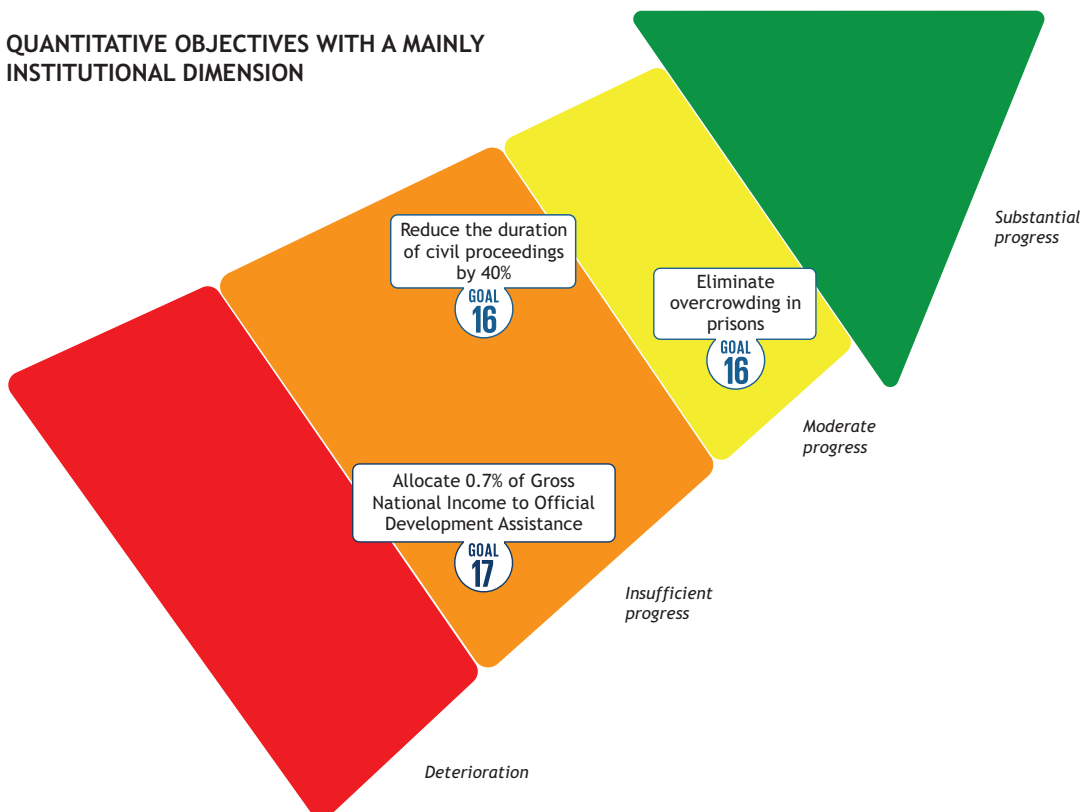 QUANTITATIVE OBJECTIVES WITH A MAINLY
INSTITUTIONAL DIMENSION
Substantial
progress
Reduce the duration
of civil proceedings
by 40%
GOAL
16
Eliminate
overcrowding in
prisons
GOAL
16
Moderate
progress
Allocate 0.7% of Gross
National Income to Official
Development Assistance
GOAL
17
Insufficient
progress
Deterioration